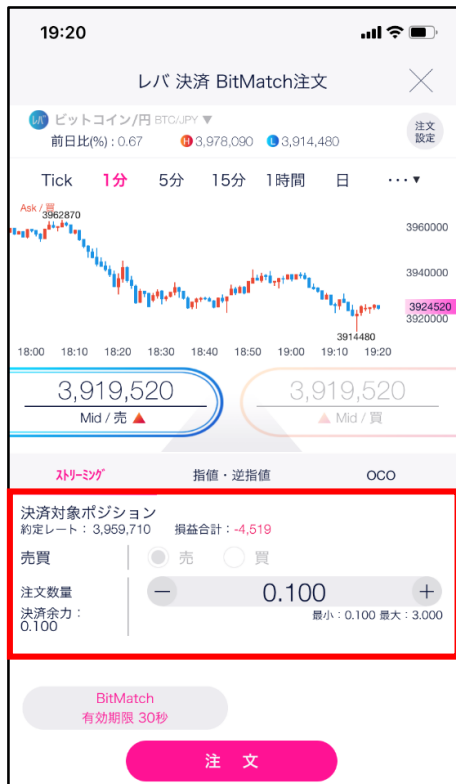 19:20
レバ 決済 BitMatch注文
レバ ビットコイン/円 BTC/JPY ▼
前日比(%) : 0.67 H 3,978,090 L 3,914,480
注文
設定
Tick 1分 5分 15分 1時間 日 ･･･▼
Ask / 買
3962870
3960000
3940000
3924520
3920000
3914480
18:00 18:10 18:20 18:30 18:40 18:50 19:00 19:10 19:20
3,919,520 3,919,520
Mid / 売 ▲ ▲ Mid / 買
ｽﾄﾘｰﾐﾝｸﾞ 指値・逆指値 OCO
決済対象ポジション
約定レート： 3,959,710 損益合計：-4,519
売買 売 買
注文数量 － 0.100 ＋
決済余力：
0.100
最小：0.100 最大：3.000
BitMatch
有効期限 30秒
注 文